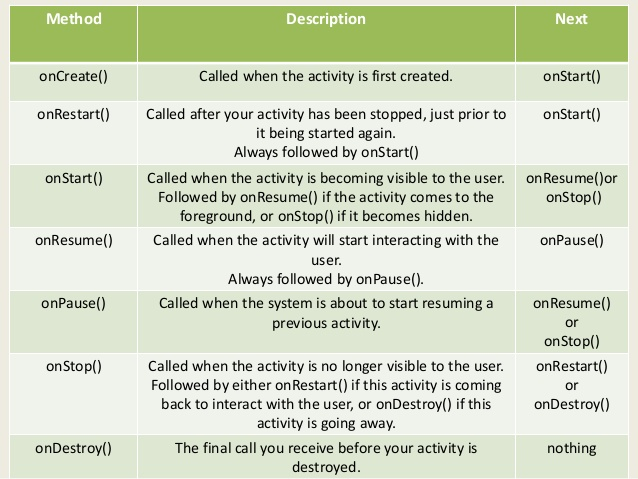 Method Description Next
onCreate() Called when the activity is first created. onStart()
onRestart() Called after your activity has been stopped, just prior to onStart()
it being started again.
Always followed by onStart()
onStart() Called when the activity is becoming visible to the user. onResume()or
Followed by onResume() if the activity comes to the onStop()
foreground, or onStop() if it becomes hidden.
onResume() Called when the activity will start interacting with the onPause()
user.
Always followed by onPause().
onPause() Called when the system is about to start resuming a onResume()
previous activity. or
onStop()
onStop() Called when the activity is no longer visible to the user. onRestart()
Followed by either onRestart() if this activity is coming or
back to interact with the user, or onDestroy() if this onDestroy()
activity is going away.
onDestroy() The final call you receive before your activity is nothing
destroyed.